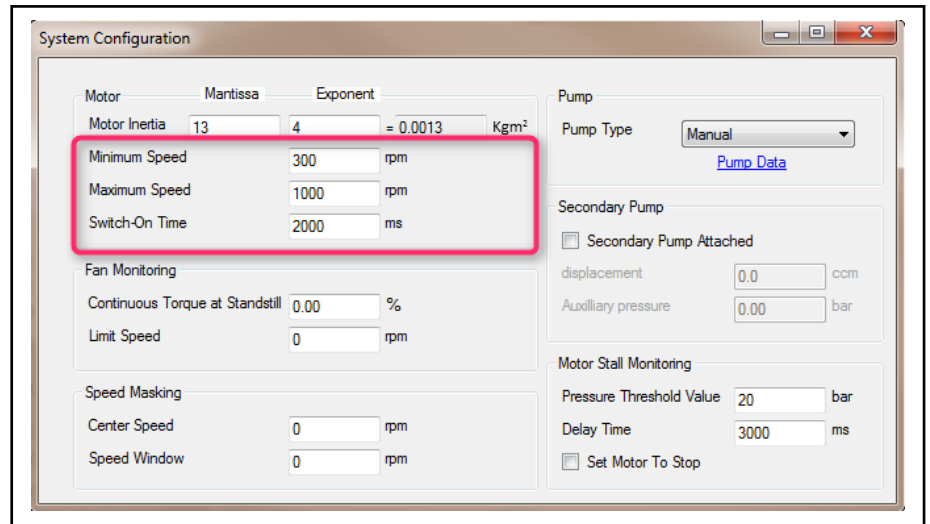 System Configuration
Motor Mantissa Exponent
Motor Inertia 13 4 = 0.0013 Kgm²
Minimum Speed 300 rpm
Maximum Speed 1000 rpm
Switch-On Time 2000 ms
Fan Monitoring
Continuous Torque at Standstill 0.00 %
Limit Speed 0 rpm
Speed Masking
Center Speed 0 rpm
Speed Window 0 rpm
Pump
Pump Type Manual
Pump Data
Secondary Pump
Secondary Pump Attached
displacement 0.0 ccm
Auxilliary pressure 0.00 bar
Motor Stall Monitoring
Pressure Threshold Value 20 bar
Delay Time 3000 ms
Set Motor To Stop